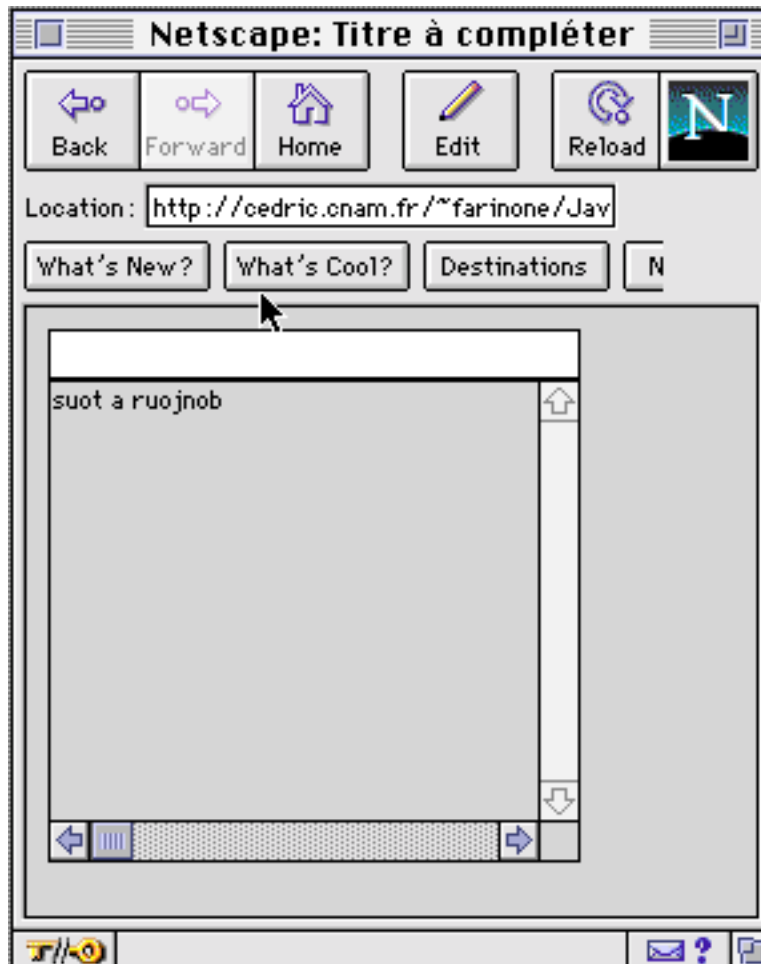 Netscape: Titre à compléter
Back Forward Home Edit Reload N
Location: http://cedric.cnam.fr/~farinone/Jav
What's New? What's Cool? Destinations N
suot a ruojnob
?